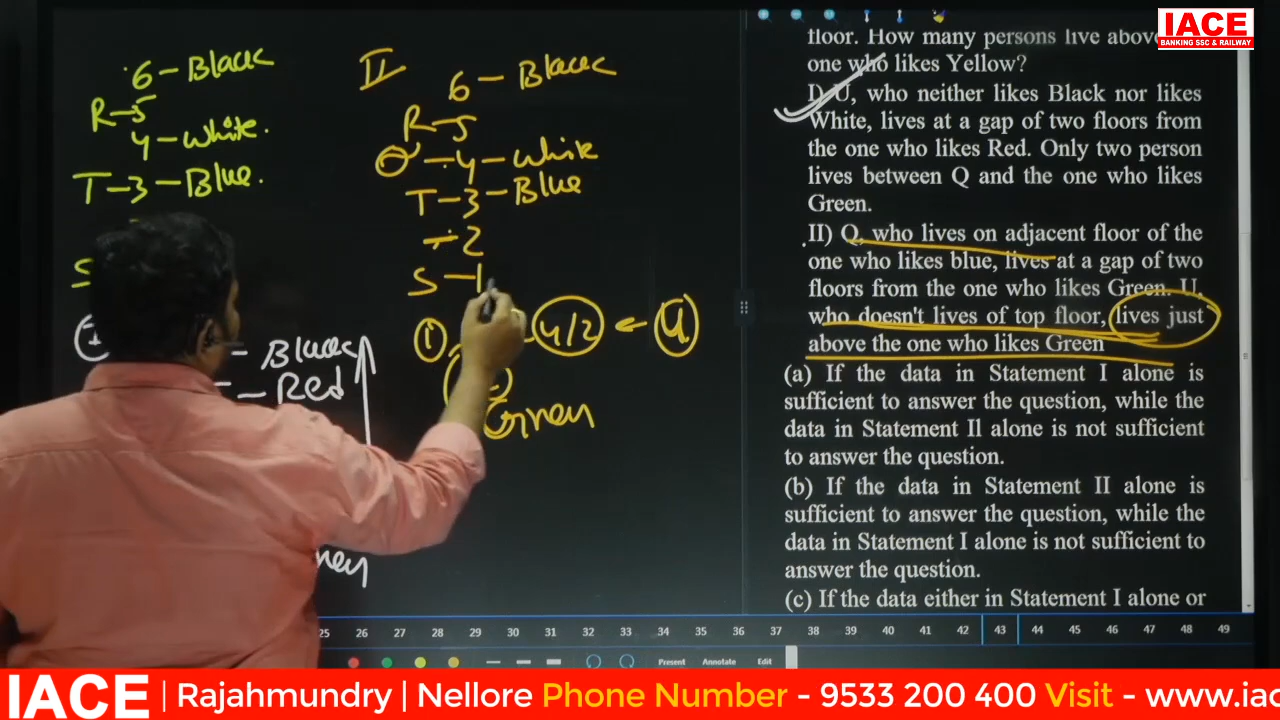 6 - Black
R - 5
4 - White.
T - 3 - Blue.
S
I
- Black
- Red
II
6 - Black
R - 5
Q - 4 - White
T - 3 - Blue
- 2
S - 1
① 4/2 ← U
Green
IACE
BANKING SSC & RAILWAY
floor. How many persons live above
one who likes Yellow?
I) U, who neither likes Black nor likes
White, lives at a gap of two floors from
the one who likes Red. Only two person
lives between Q and the one who likes
Green.
II) Q, who lives on adjacent floor of the
one who likes blue, lives at a gap of two
floors from the one who likes Green. U,
who doesn't lives of top floor, lives just
above the one who likes Green
(a) If the data in Statement I alone is
sufficient to answer the question, while the
data in Statement II alone is not sufficient
to answer the question.
(b) If the data in Statement II alone is
sufficient to answer the question, while the
data in Statement I alone is not sufficient to
answer the question.
(c) If the data either in Statement I alone or
25 26 27 28 29 30 31 32 33 34 35 36 37 38 39 40 41 42 43 44 45 46 47 48 49
Present Annotate Edit
IACE | Rajahmundry | Nellore Phone Number - 9533 200 400 Visit - www.iac